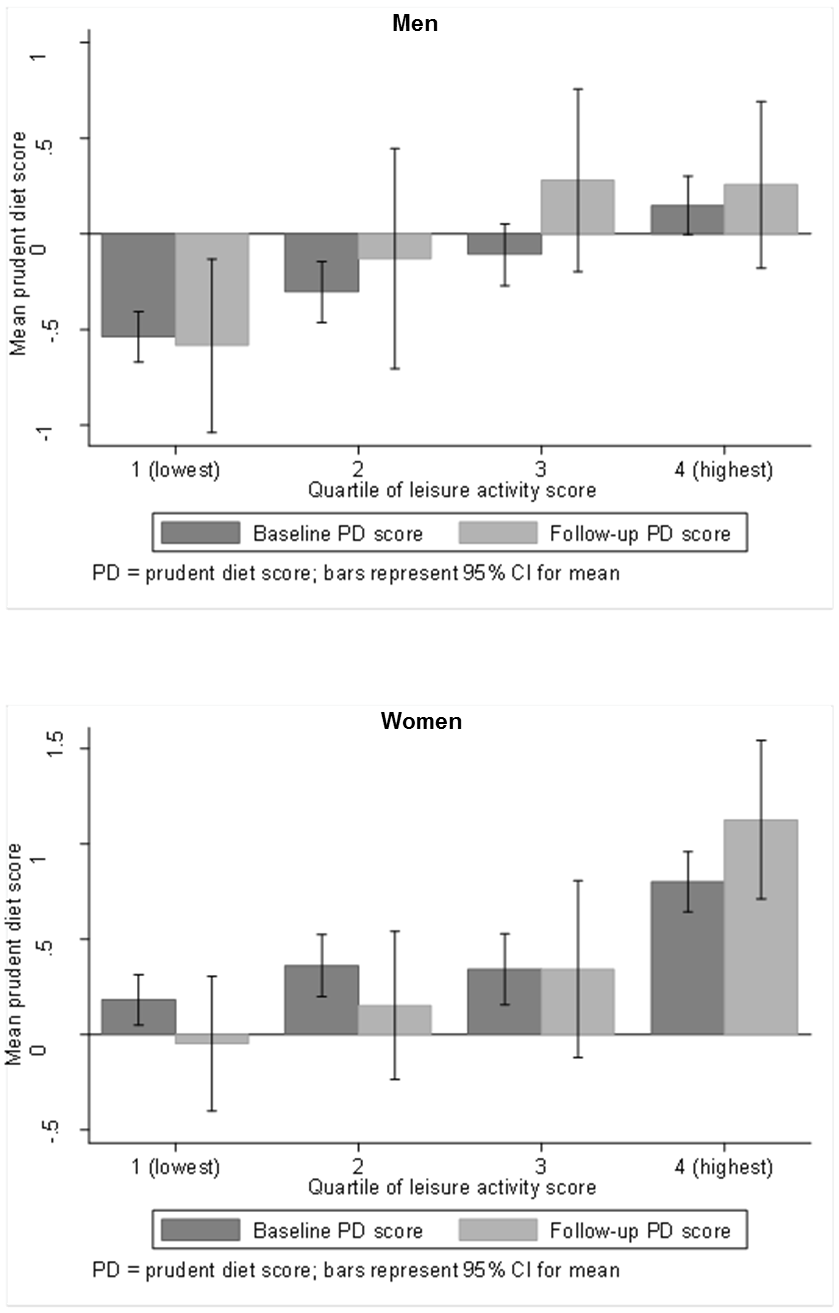 Men
Mean prudent diet score
1
.5
0
-.5
-1
1 (lowest) 2 3 4 (highest)
Quartile of leisure activity score
Baseline PD score Follow-up PD score
PD = prudent diet score; bars represent 95% CI for mean
Women
Mean prudent diet score
1.5
1
.5
0
-.5
1 (lowest) 2 3 4 (highest)
Quartile of leisure activity score
Baseline PD score Follow-up PD score
PD = prudent diet score; bars represent 95% CI for mean